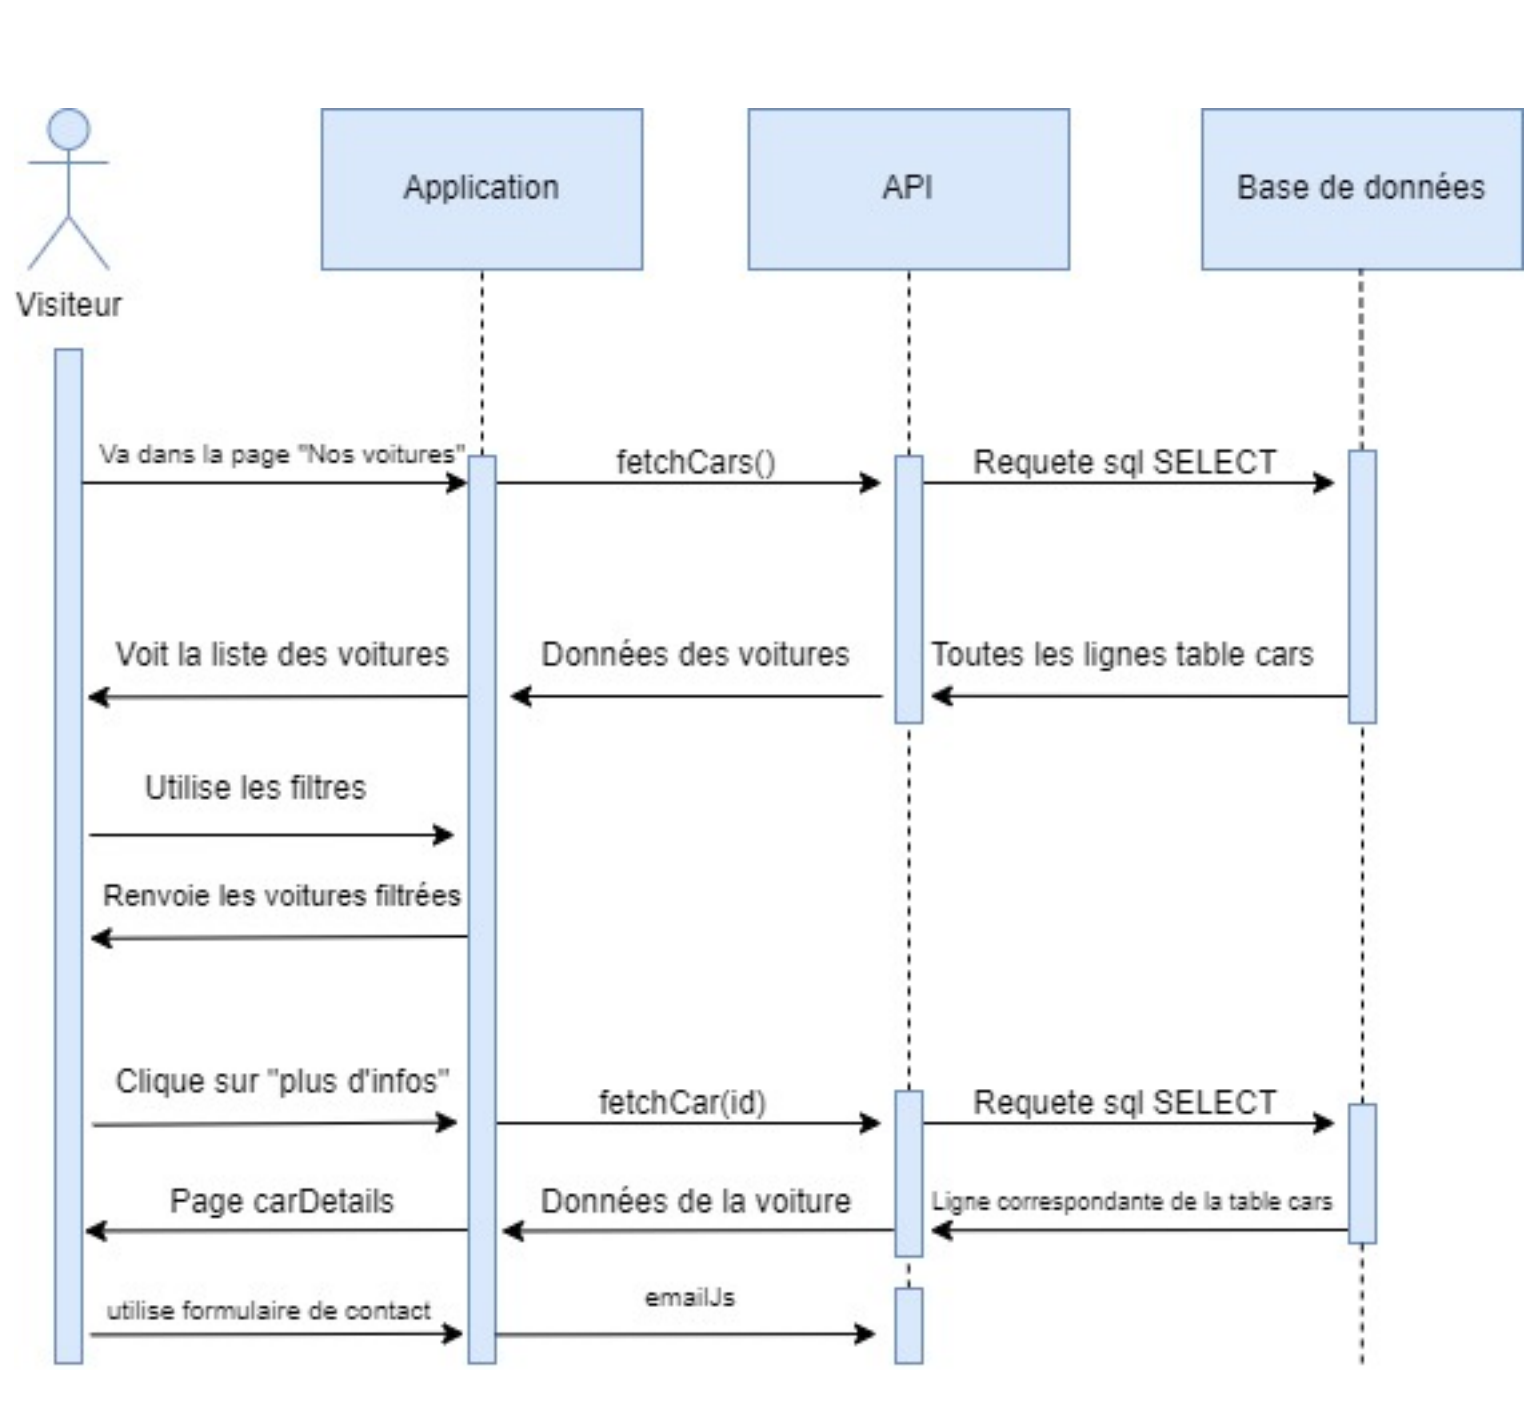 Visiteur
Application
API
Base de données
Va dans la page "Nos voitures"
fetchCars()
Requete sql SELECT
Voit la liste des voitures
Données des voitures
Toutes les lignes table cars
Utilise les filtres
Renvoie les voitures filtrées
Clique sur "plus d'infos"
fetchCar(id)
Requete sql SELECT
Page carDetails
Données de la voiture
Ligne correspondante de la table cars
utilise formulaire de contact
emailJs